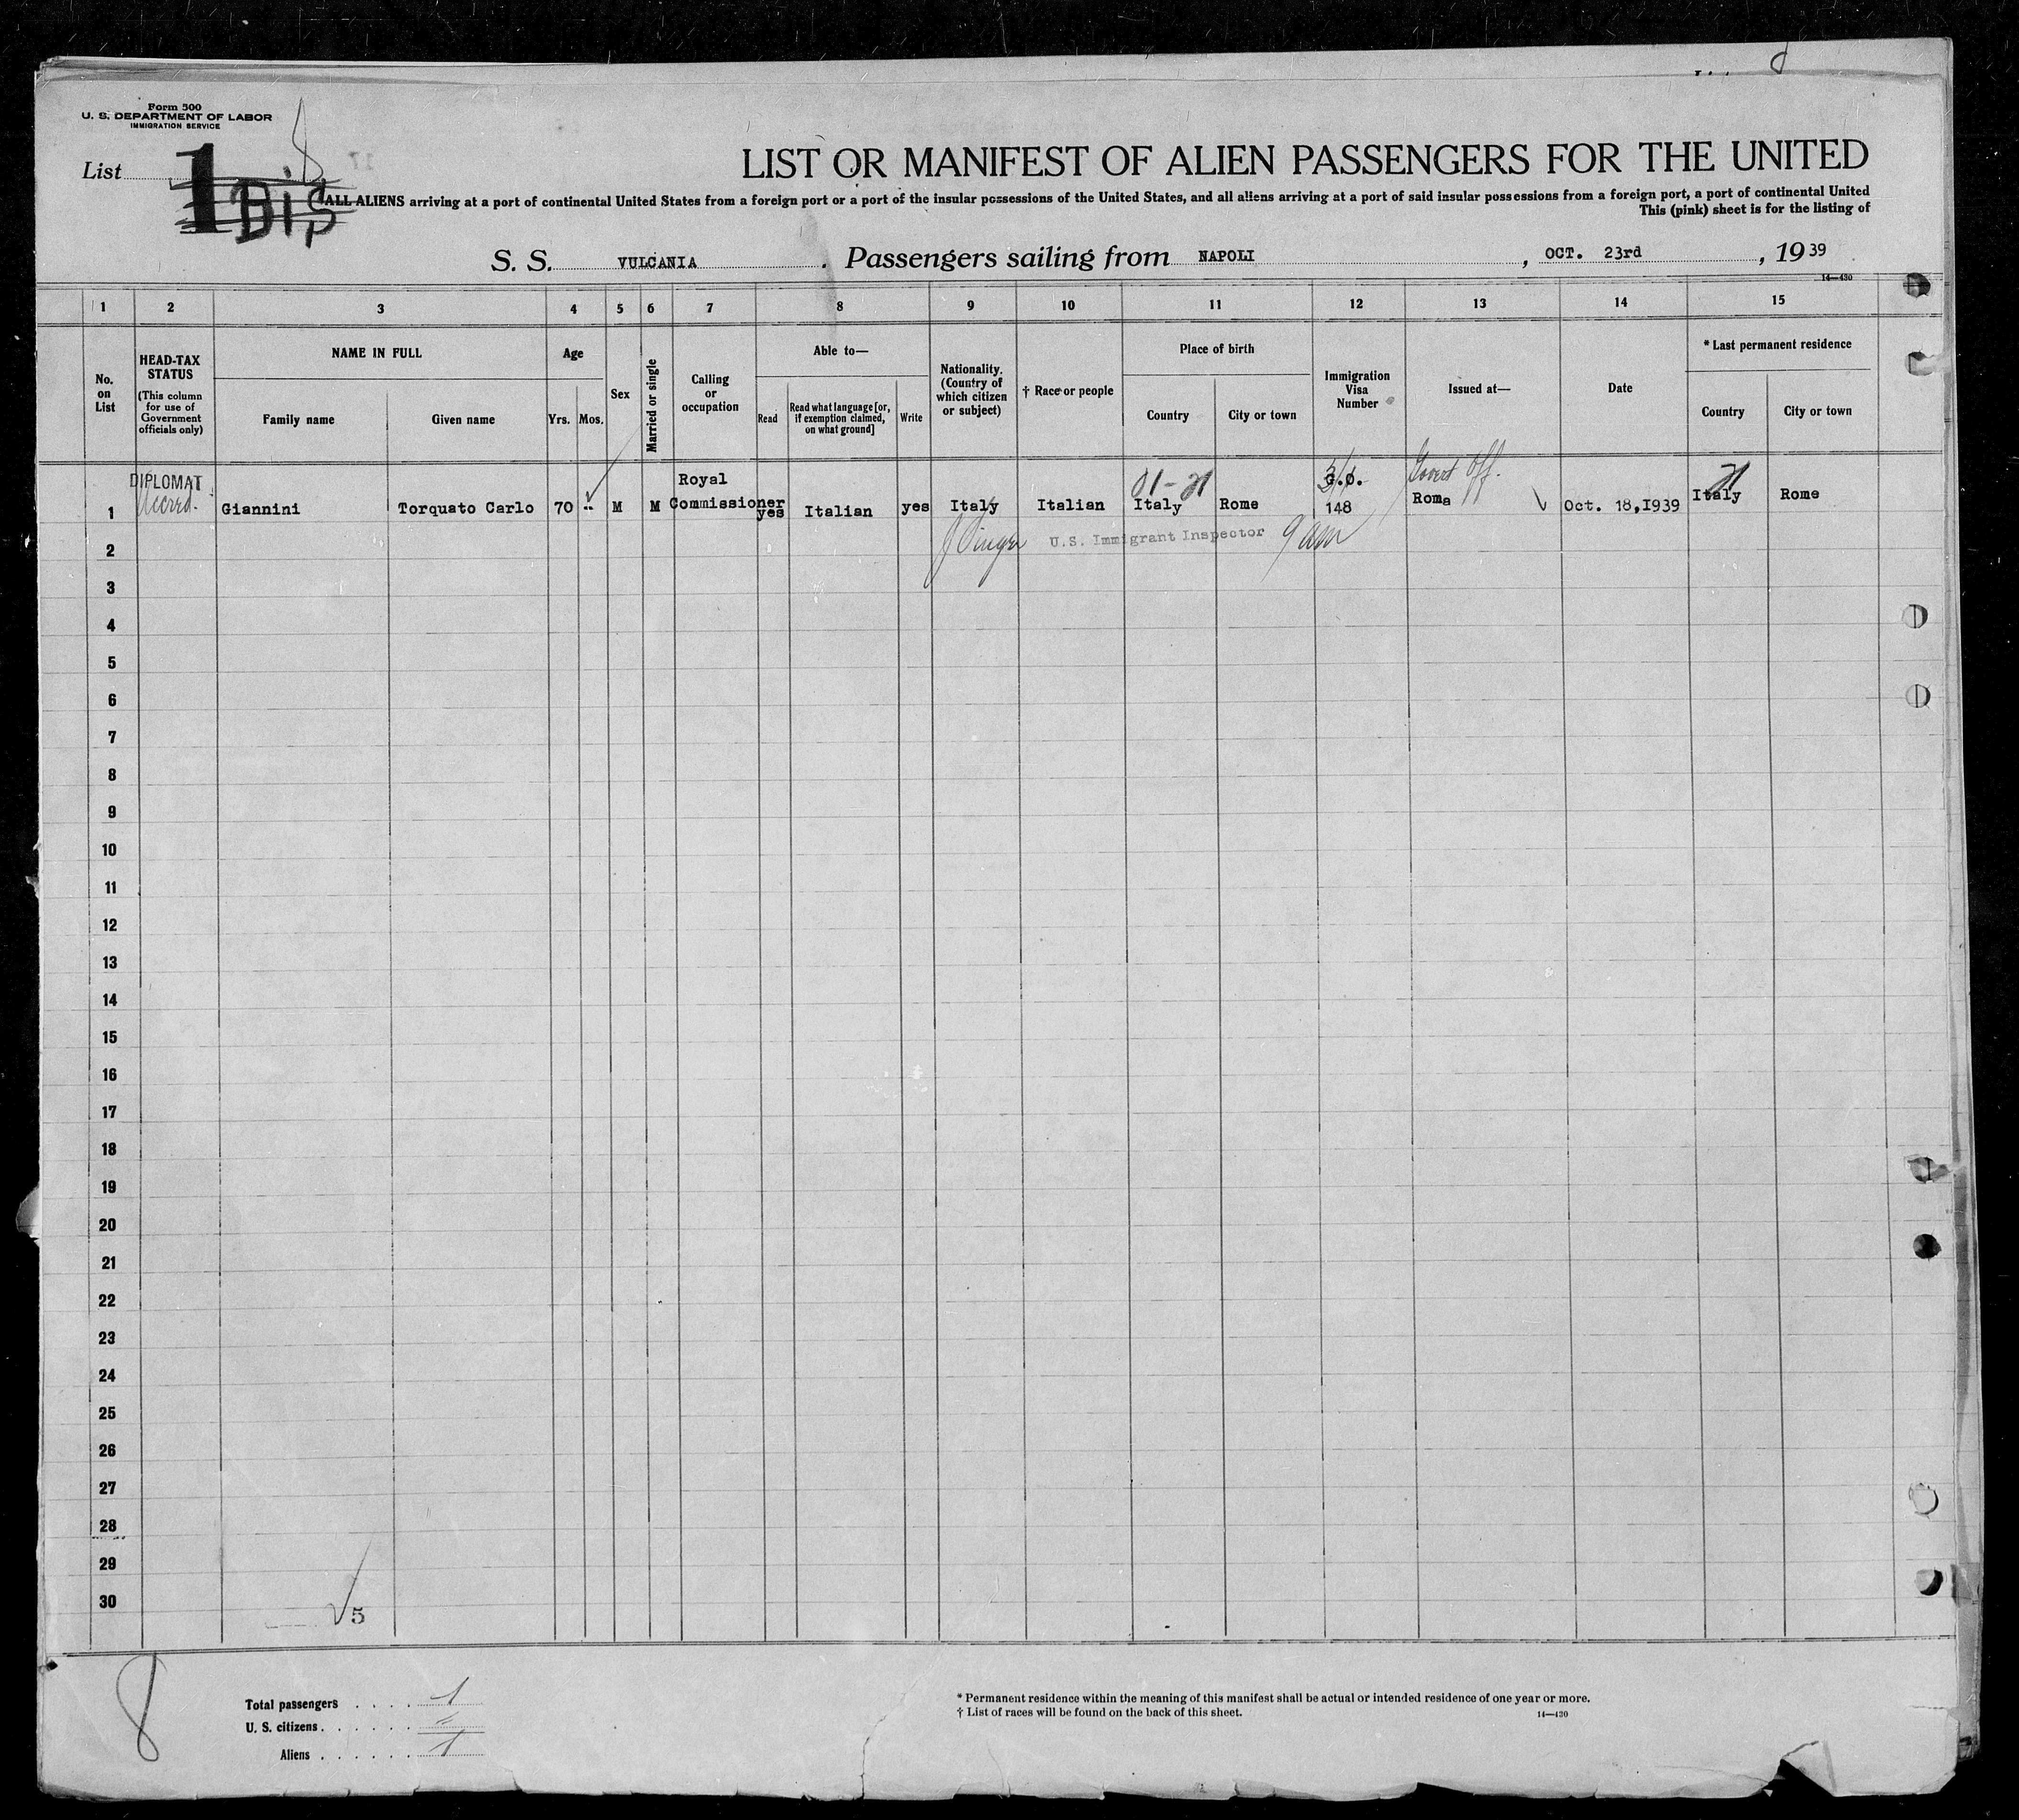 Form 500
U. S. DEPARTMENT OF LABOR
IMMIGRATION SERVICE
List 1 Bis
8
LIST OR MANIFEST OF ALIEN PASSENGERS FOR THE UNITED
ALL ALIENS arriving at a port of continental United States from a foreign port or a port of the insular possessions of the United States, and all aliens arriving at a port of said insular possessions from a foreign port, a port of continental United
This (pink) sheet is for the listing of
S. S. VULCANIA . Passengers sailing from NAPOLI , OCT. 23rd , 1939
14—430
1 2 3 4 5 6 7 8 9 10 11 12 13 14 15
No. on List
HEAD-TAX STATUS
(This column for use of Government officials only)
NAME IN FULL
Family name
Given name
Age
Yrs. Mos.
Sex
Married or single
Calling or occupation
Able to—
Read
Read what language [or, if exemption claimed, on what ground]
Write
Nationality. (Country of which citizen or subject)
† Race or people
Place of birth
Country
City or town
Immigration Visa Number
Issued at—
Date
* Last permanent residence
Country
City or town
1 DIPLOMAT Accred. Giannini Torquato Carlo 70 M M Royal Commissioner yes Italian yes Italy Italian Italy Rome 148 Roma Oct. 18,1939 Italy Rome
2 U.S. Immigrant Inspector 9 am
3
4
5
6
7
8
9
10
11
12
13
14
15
16
17
18
19
20
21
22
23
24
25
26
27
28
29
30
5
8
Total passengers . . . . 1
U. S. citizens . . . . . .
Aliens . . . . . . 1
* Permanent residence within the meaning of this manifest shall be actual or intended residence of one year or more.
† List of races will be found on the back of this sheet.
14—430